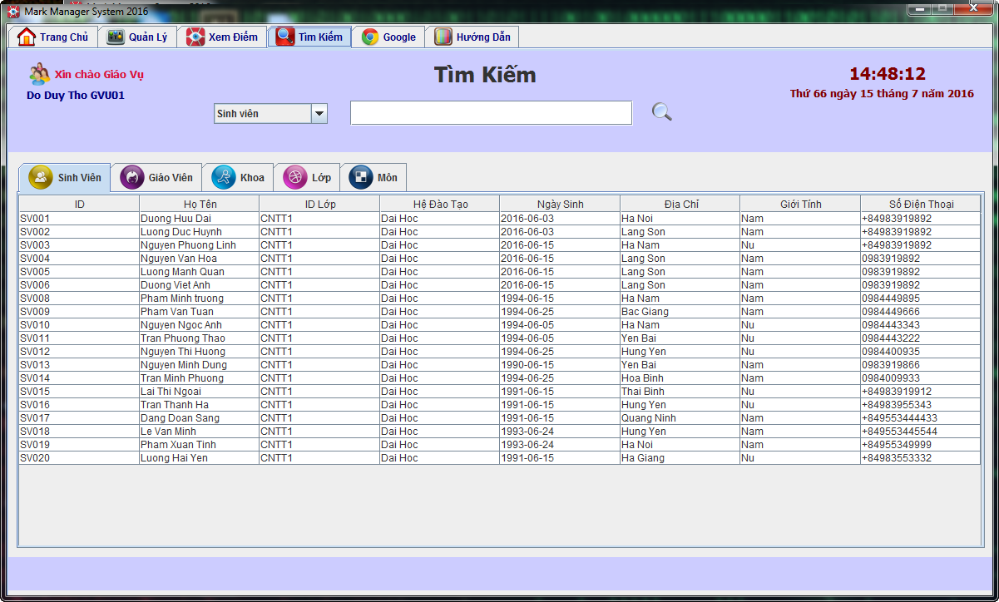 Mark Manager System 2016
Trang Chủ Quản Lý Xem Điểm Tìm Kiếm Google Hướng Dẫn
Xin chào Giáo Vụ
Do Duy Tho GVU01
Tìm Kiếm
14:48:12
Thứ 66 ngày 15 tháng 7 năm 2016
Sinh viên
Sinh Viên Giáo Viên Khoa Lớp Môn
ID Họ Tên ID Lớp Hệ Đào Tạo Ngày Sinh Địa Chỉ Giới Tính Số Điện Thoại
SV001 Duong Huu Dai CNTT1 Dai Hoc 2016-06-03 Ha Noi Nam +84983919892
SV002 Luong Duc Huynh CNTT1 Dai Hoc 2016-06-03 Lang Son Nam +84983919892
SV003 Nguyen Phuong Linh CNTT1 Dai Hoc 2016-06-15 Ha Nam Nu +84983919892
SV004 Nguyen Van Hoa CNTT1 Dai Hoc 2016-06-15 Lang Son Nam 0983919892
SV005 Luong Manh Quan CNTT1 Dai Hoc 2016-06-15 Lang Son Nam 0983919892
SV006 Duong Viet Anh CNTT1 Dai Hoc 2016-06-15 Lang Son Nam 0983919892
SV008 Pham Minh truong CNTT1 Dai Hoc 1994-06-15 Ha Nam Nam 0984449895
SV009 Pham Van Tuan CNTT1 Dai Hoc 1994-06-25 Bac Giang Nam 0984449666
SV010 Nguyen Ngoc Anh CNTT1 Dai Hoc 1994-06-05 Ha Nam Nu 0984443343
SV011 Tran Phuong Thao CNTT1 Dai Hoc 1994-06-05 Yen Bai Nu 0984443222
SV012 Nguyen Thi Huong CNTT1 Dai Hoc 1994-06-25 Hung Yen Nu 0984400935
SV013 Nguyen Minh Dung CNTT1 Dai Hoc 1990-06-15 Yen Bai Nam 0983919866
SV014 Tran Minh Phuong CNTT1 Dai Hoc 1994-06-25 Hoa Binh Nam 0984009933
SV015 Lai Thi Ngoai CNTT1 Dai Hoc 1991-06-15 Thai Binh Nu +84983919912
SV016 Tran Thanh Ha CNTT1 Dai Hoc 1991-06-15 Hung Yen Nu +84983955343
SV017 Dang Doan Sang CNTT1 Dai Hoc 1991-06-15 Quang Ninh Nam +849553444433
SV018 Le Van Minh CNTT1 Dai Hoc 1993-06-24 Hung Yen Nam +849553445544
SV019 Pham Xuan Tinh CNTT1 Dai Hoc 1993-06-24 Ha Noi Nam +84955349999
SV020 Luong Hai Yen CNTT1 Dai Hoc 1991-06-15 Ha Giang Nu +84983553332